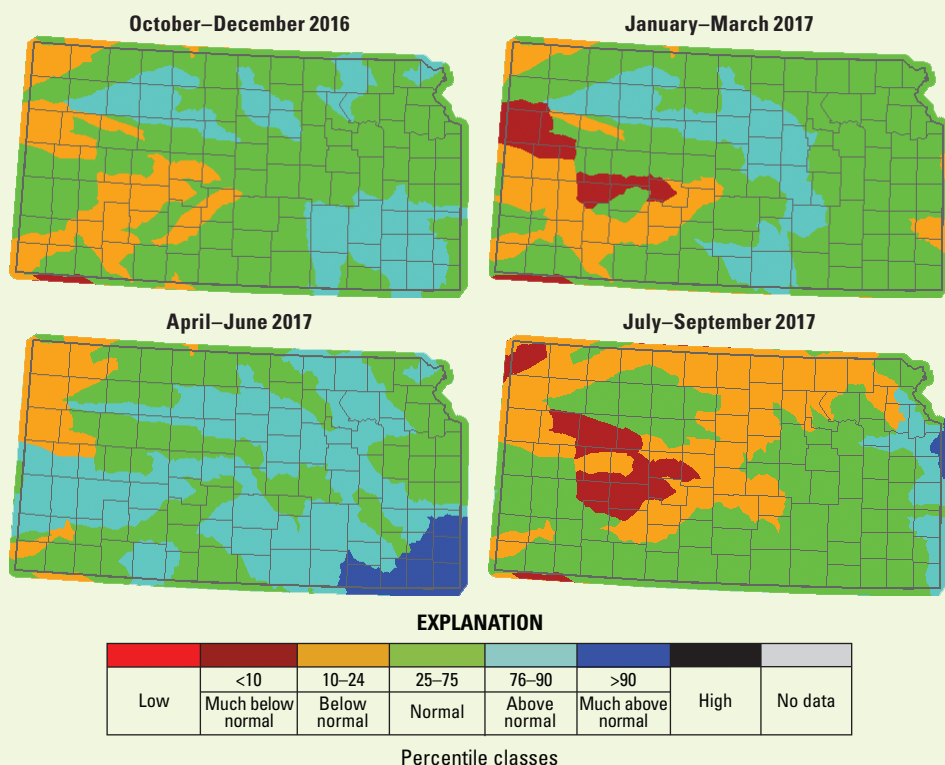 October–December 2016
January–March 2017
April–June 2017
July–September 2017
EXPLANATION
<10
10–24
25–75
76–90
>90
Low
Much below normal
Below normal
Normal
Above normal
Much above normal
High
No data
Percentile classes